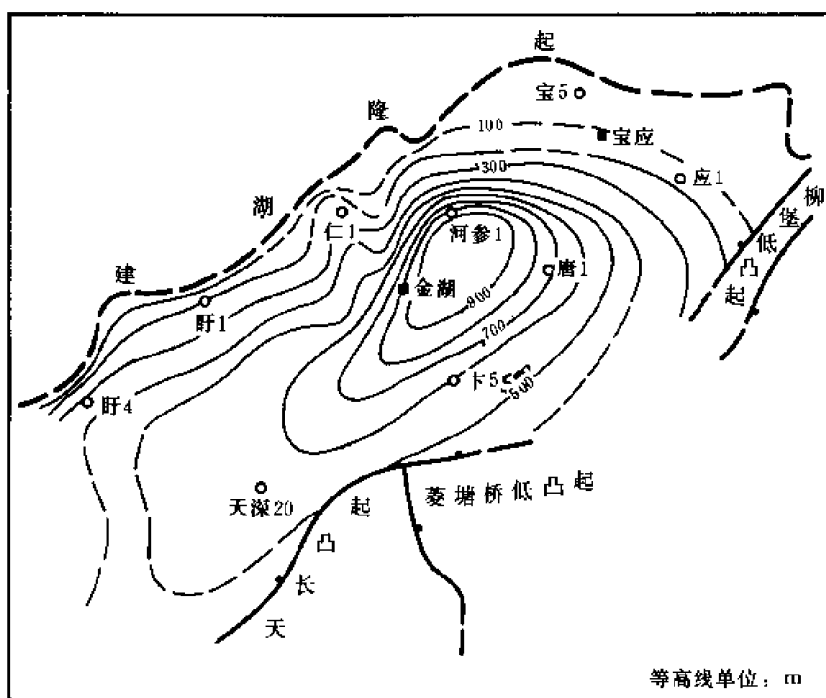 建湖隆起
宝5
100
宝应
300
应1
仁1
河参1
柳堡低凸起
金湖
磨1
盱1
900
700
卡5
500
盱4
天深20
菱塘桥低凸起
天长凸起
等高线单位：m